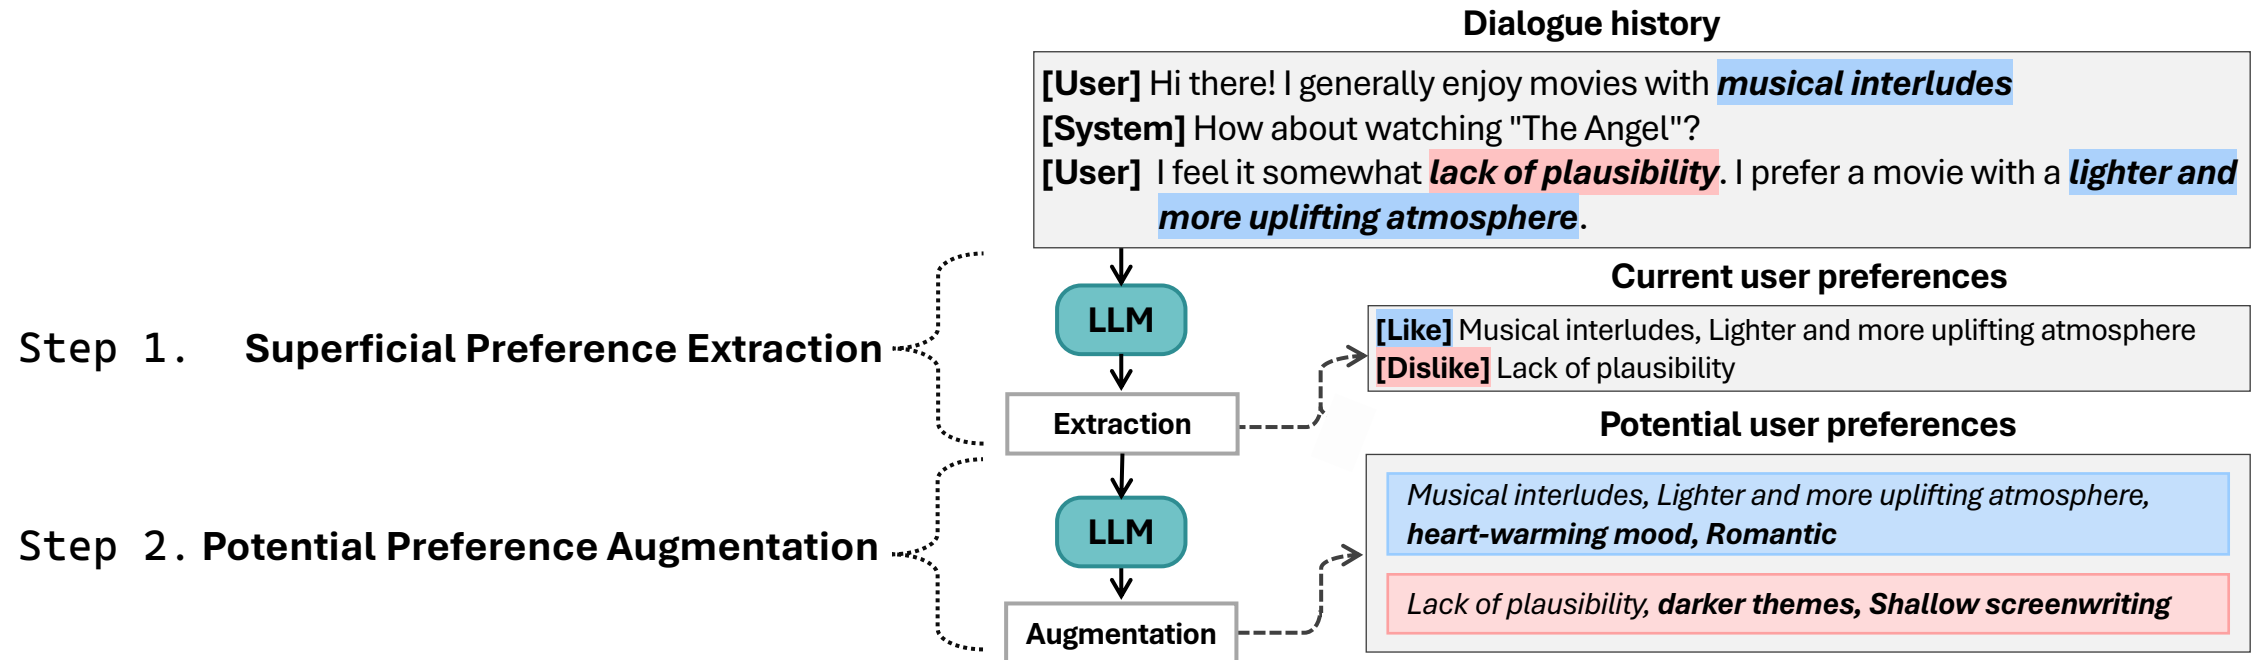 Dialogue history
[User] Hi there! I generally enjoy movies with musical interludes
[System] How about watching "The Angel"?
[User] I feel it somewhat lack of plausibility. I prefer a movie with a lighter and
more uplifting atmosphere.
Step 1. Superficial Preference Extraction
LLM
Extraction
Current user preferences
[Like] Musical interludes, Lighter and more uplifting atmosphere
[Dislike] Lack of plausibility
Step 2. Potential Preference Augmentation
LLM
Augmentation
Potential user preferences
Musical interludes, Lighter and more uplifting atmosphere,
heart-warming mood, Romantic
Lack of plausibility, darker themes, Shallow screenwriting